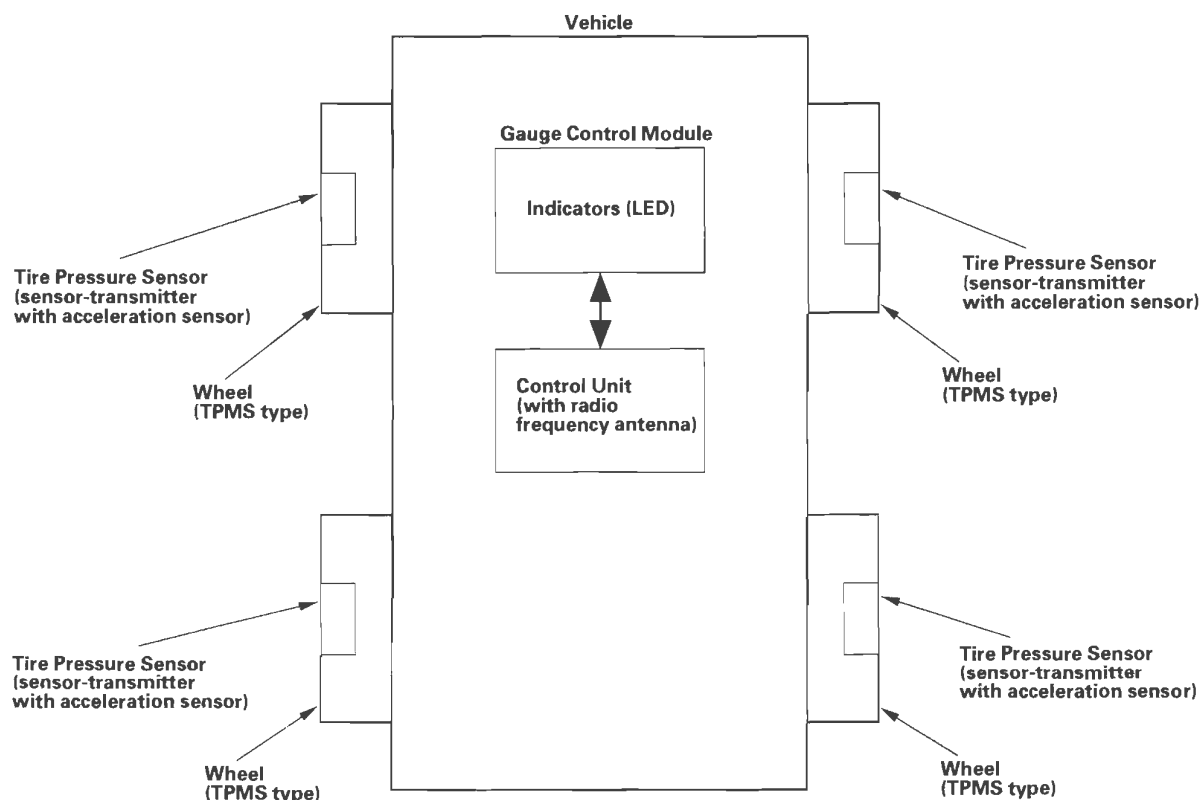 Vehicle
Gauge Control Module
Indicators (LED)
Tire Pressure Sensor
(sensor-transmitter
with acceleration sensor)
Wheel
(TPMS type)
Tire Pressure Sensor
(sensor-transmitter
with acceleration sensor)
Wheel
(TPMS type)
Control Unit
(with radio
frequency antenna)
Tire Pressure Sensor
(sensor-transmitter
with acceleration sensor)
Wheel
(TPMS type)
Tire Pressure Sensor
(sensor-transmitter
with acceleration sensor)
Wheel
(TPMS type)